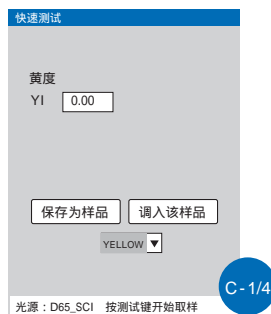 快速测试
黄度
YI 0.00
保存为样品 调入该样品
YELLOW ▼
C-1/4
光源：D65_SCI 按测试键开始取样